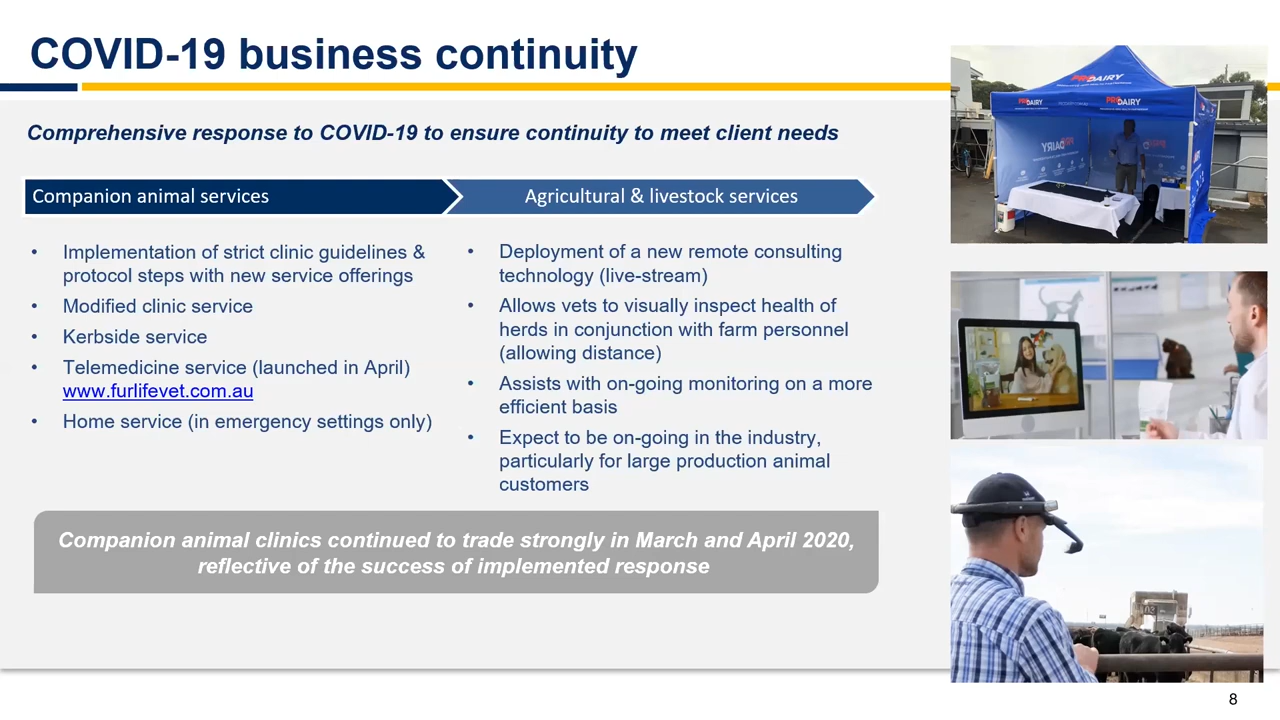 COVID-19 business continuity
Comprehensive response to COVID-19 to ensure continuity to meet client needs
Companion animal services
• Implementation of strict clinic guidelines &
protocol steps with new service offerings
• Modified clinic service
• Kerbside service
• Telemedicine service (launched in April)
www.furlifevet.com.au
• Home service (in emergency settings only)
Agricultural & livestock services
• Deployment of a new remote consulting
technology (live-stream)
• Allows vets to visually inspect health of
herds in conjunction with farm personnel
(allowing distance)
• Assists with on-going monitoring on a more
efficient basis
• Expect to be on-going in the industry,
particularly for large production animal
customers
Companion animal clinics continued to trade strongly in March and April 2020,
reflective of the success of implemented response
PRODAIRY
PRODAIRY
PRODAIRY
PRODAIRY
8